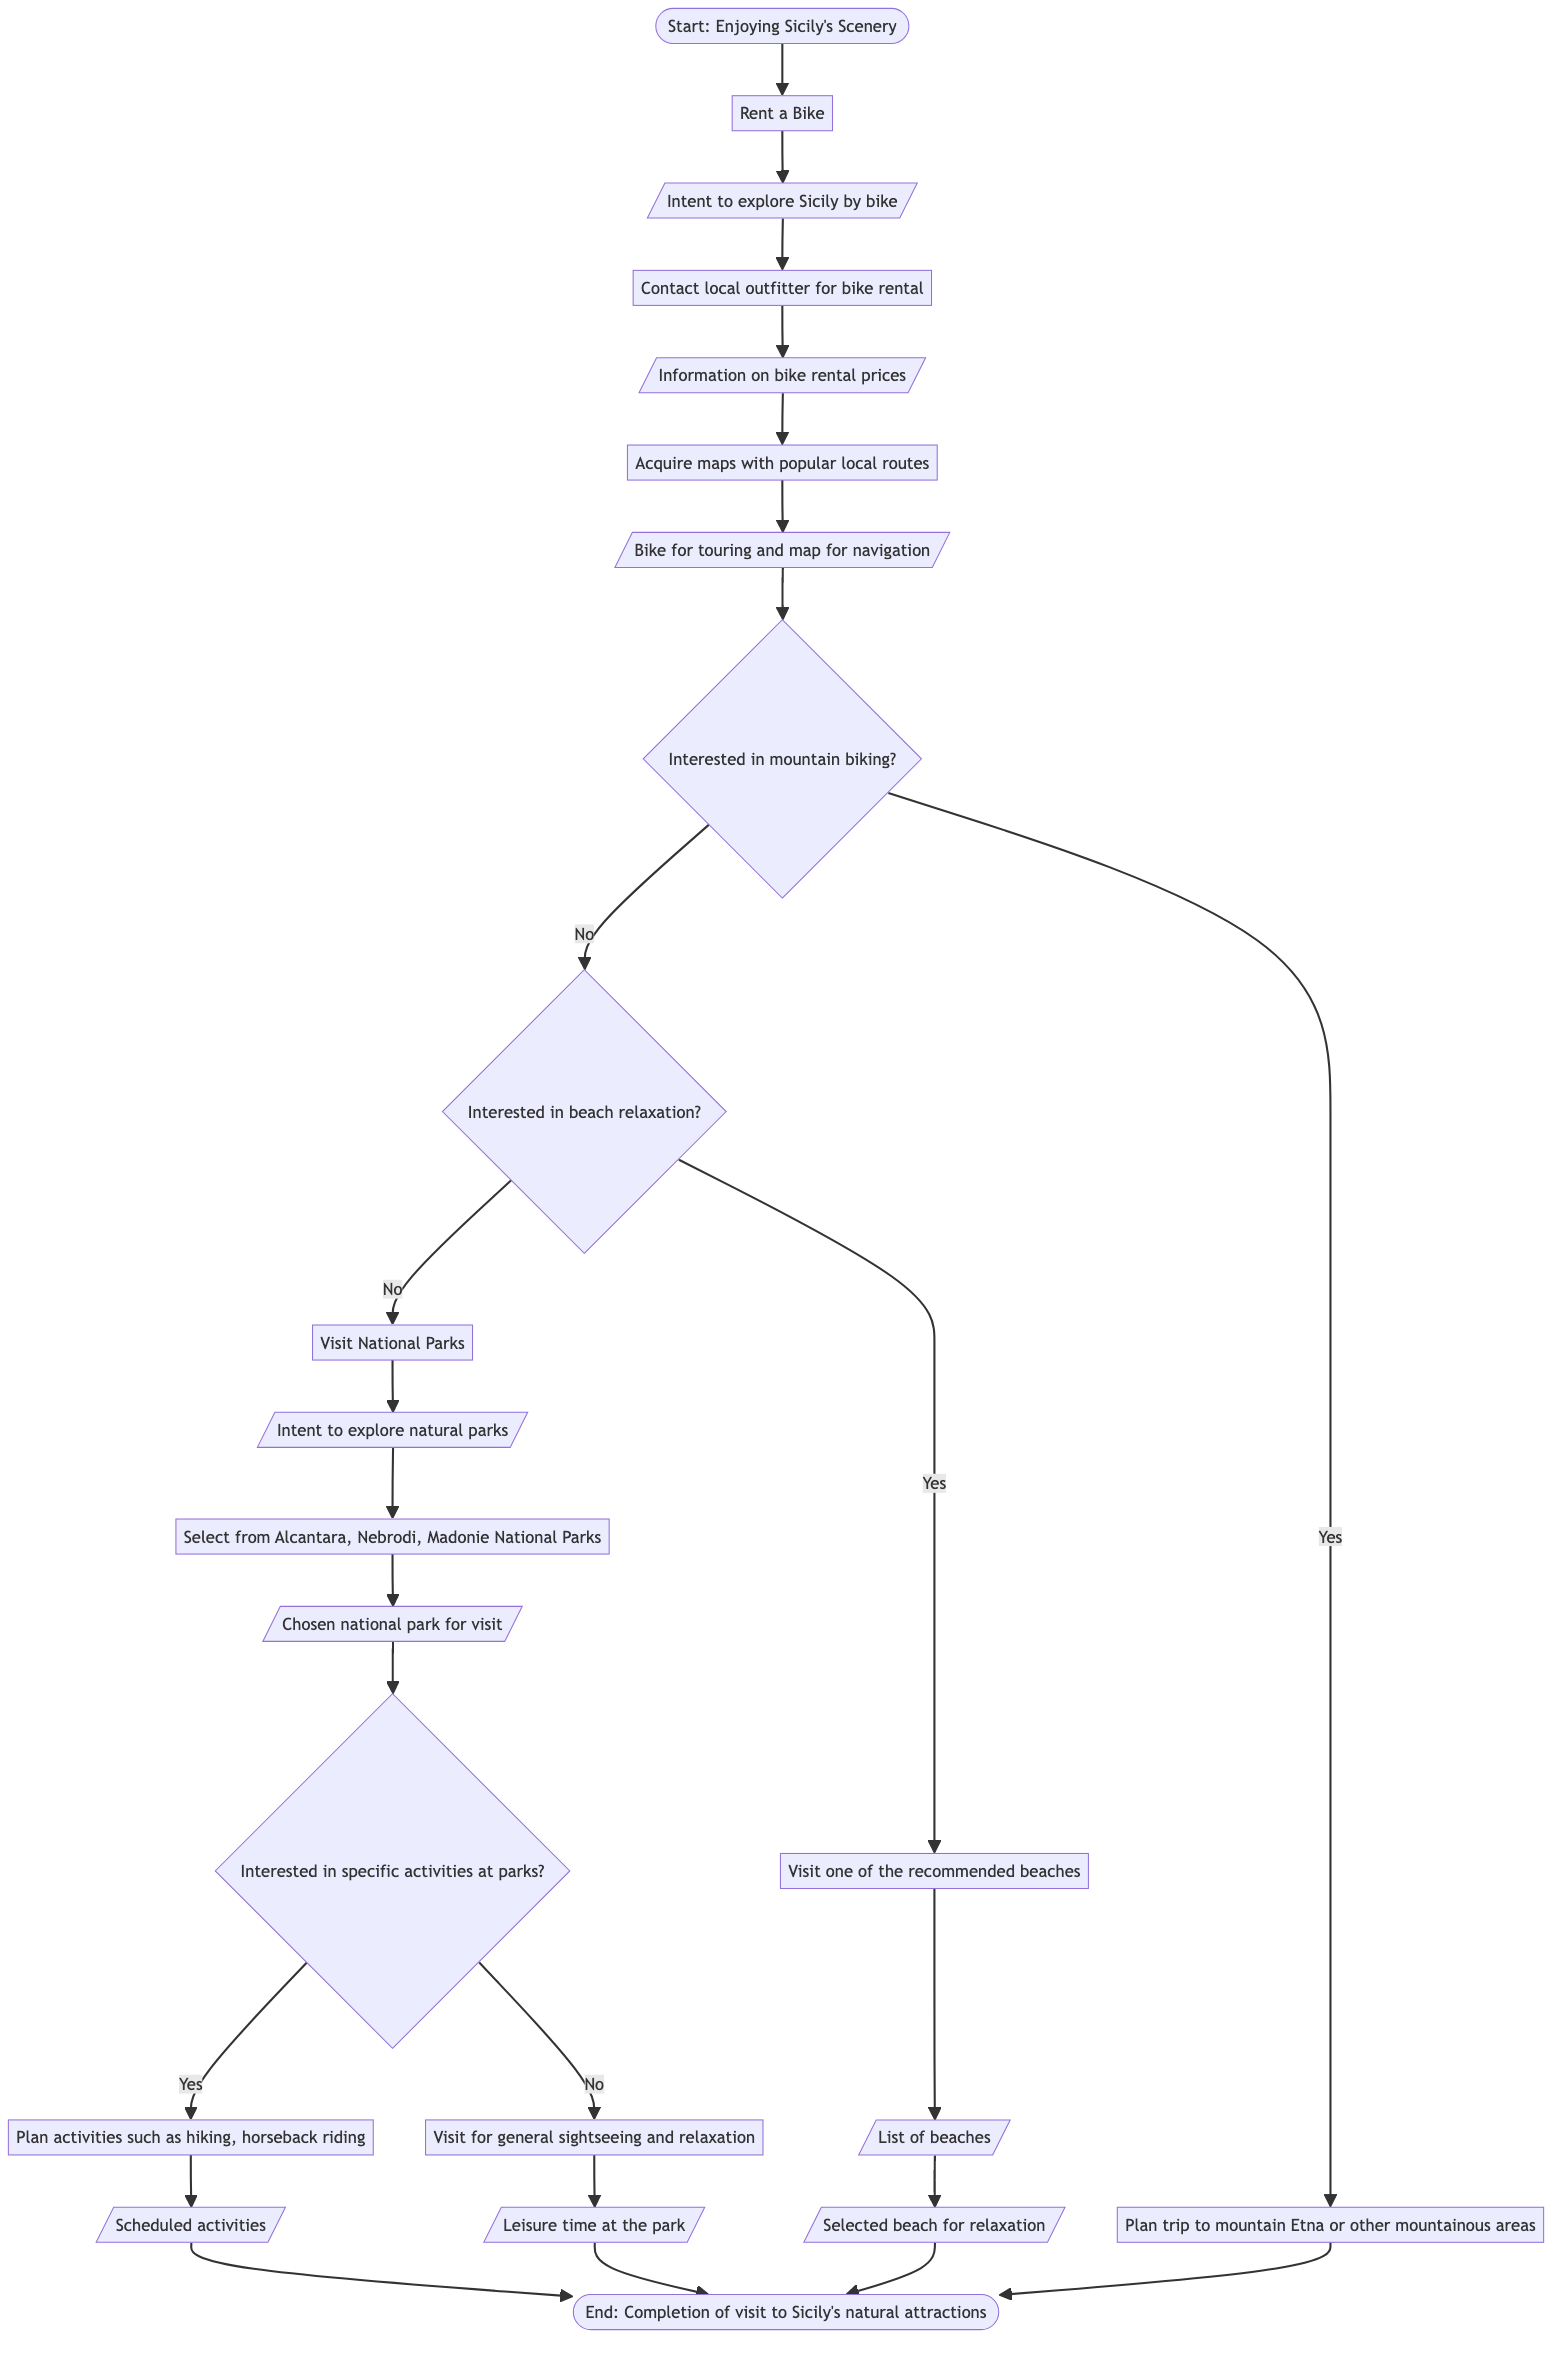 Start: Enjoying Sicily's Scenery
Rent a Bike
Intent to explore Sicily by bike
Contact local outfitter for bike rental
Information on bike rental prices
Acquire maps with popular local routes
Bike for touring and map for navigation
Interested in mountain biking?
No
Interested in beach relaxation?
No
Visit National Parks
Intent to explore natural parks
Yes
Select from Alcantara, Nebrodi, Madonie National Parks
Yes
Chosen national park for visit
Interested in specific activities at parks?
Visit one of the recommended beaches
Yes
No
Plan activities such as hiking, horseback riding
Visit for general sightseeing and relaxation
List of beaches
Scheduled activities
Leisure time at the park
Selected beach for relaxation
Plan trip to mountain Etna or other mountainous areas
End: Completion of visit to Sicily's natural attractions